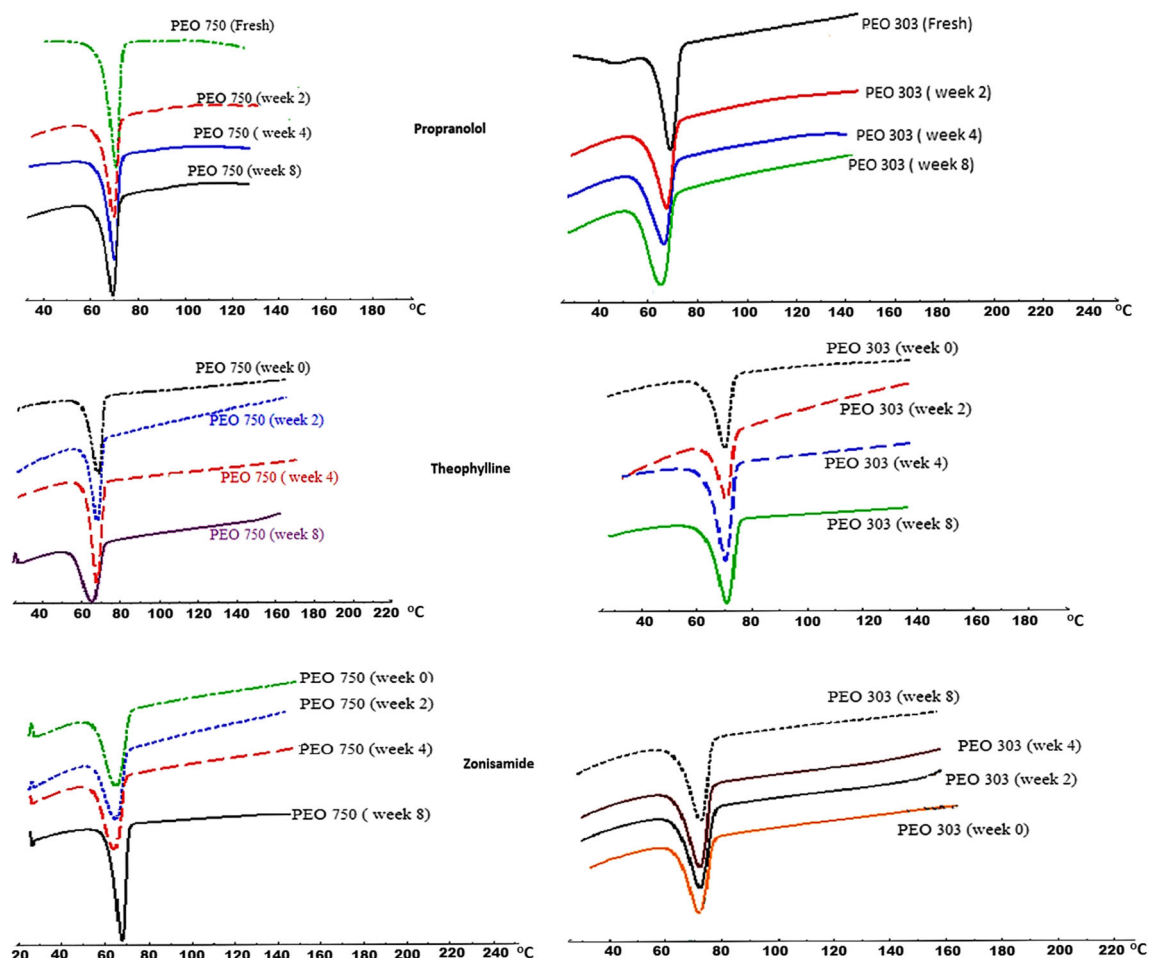 PEO 750 (Fresh)
PEO 750 (week 2)
PEO 750 ( week 4)
PEO 750 (week 8)
40 60 80 100 120 140 160 180 °C
Propranolol
PEO 303 (Fresh)
PEO 303 ( week 2)
PEO 303 ( week 4)
PEO 303 ( week 8)
40 60 80 100 120 140 160 180 200 220 240 °C
PEO 750 (week 0)
PEO 750 (week 2)
PEO 750 ( week 4)
PEO 750 (week 8)
40 60 80 100 120 140 160 180 200 220 °C
Theophylline
PEO 303 (week 0)
PEO 303 (week 2)
PEO 303 (wek 4)
PEO 303 (week 8)
40 60 80 100 120 140 160 180 °C
PEO 750 (week 0)
PEO 750 (week 2)
PEO 750 (week 4)
PEO 750 ( week 8)
20 40 60 80 100 120 140 160 180 200 220 240 °C
Zonisamide
PEO 303 (week 8)
PEO 303 (wek 4)
PEO 303 (week 2)
PEO 303 (week 0)
40 60 80 100 120 140 160 180 200 220 °C